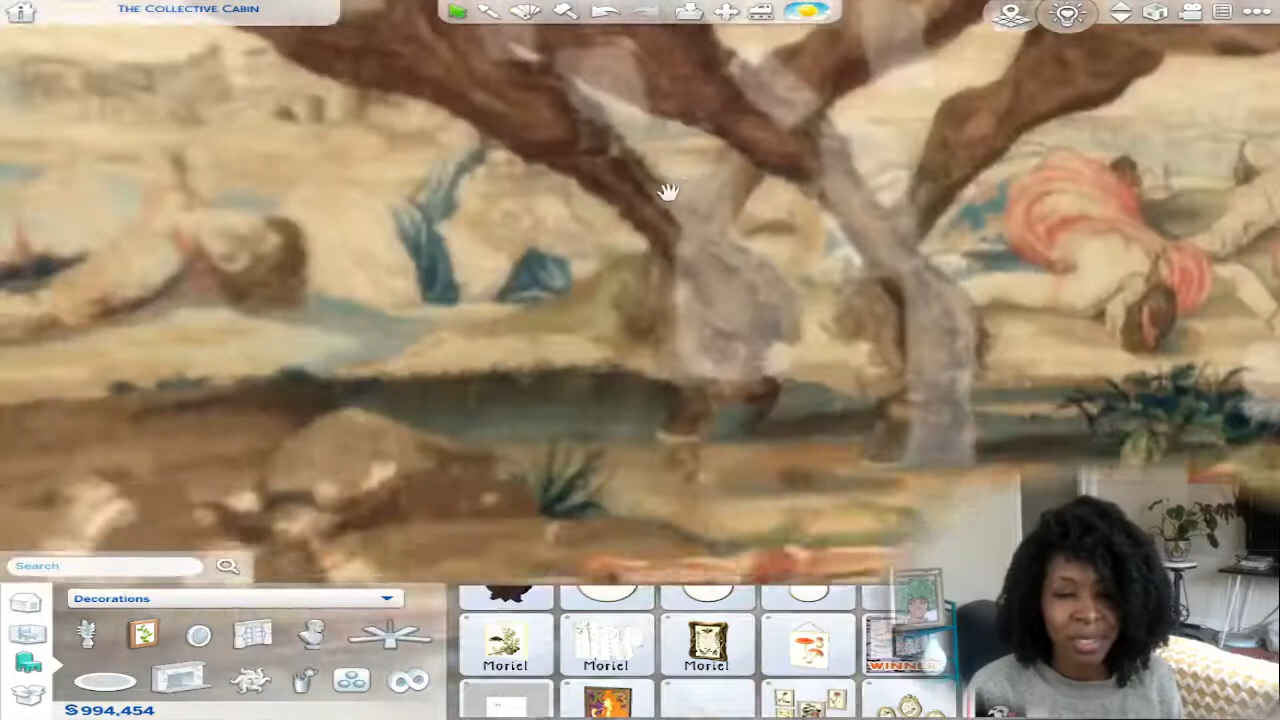 THE COLLECTIVE CABIN
Search
Decorations
Moriel
Moriel
Moriel
WINNER
§994,454